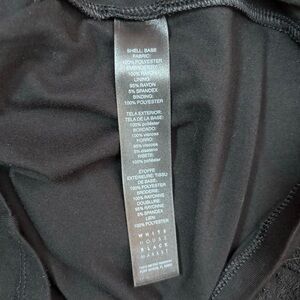 SHELL: BASE
FABRIC:
100% POLYESTER
EMBROIDERY:
100% RAYON
LINING:
95% RAYON
5% SPANDEX
BINDING:
100% POLYESTER
TELA EXTERIOR:
TELA DE LA BASE:
100% poliéster
BORDADO:
100% viscosa
FORRO:
95% viscosa
5% elastano
RIBETE:
100% poliéster
ÉTOFFE
EXTÉRIEURE TISSU
DE BASE:
100% POLYESTER
BRODERIE:
100% RAYONNE
DOUBLURE:
95% RAYONNE
5% SPANDEX
LIEN:
100% POLYESTER
WHITE
HOUSE
BLACK
MARKET